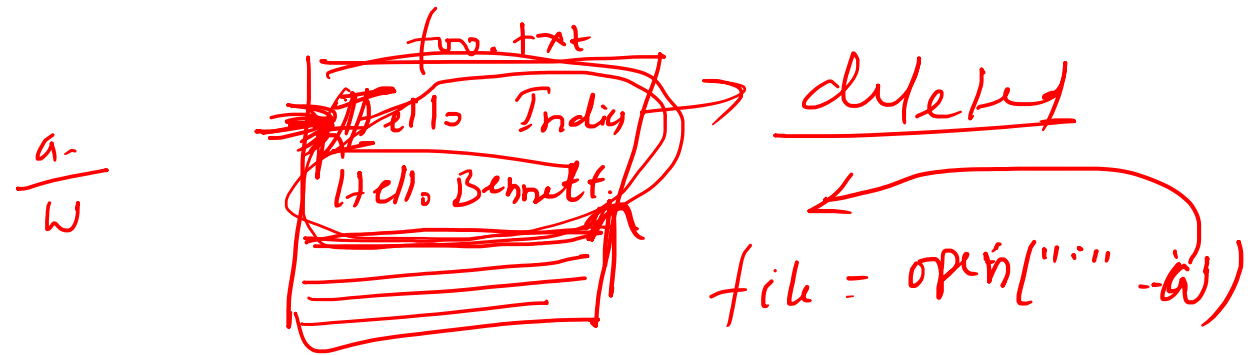 foo.txt
Hello India
deleted
a.
w
Hello Bennett.
file = open("."